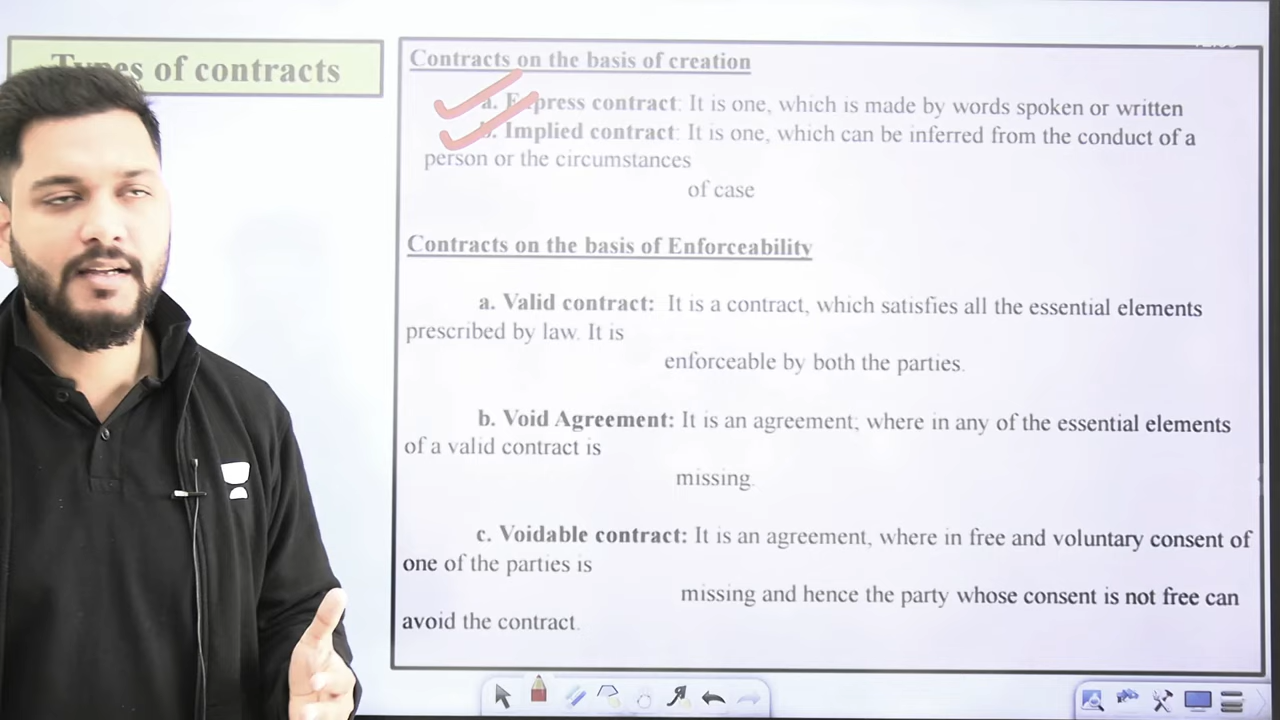 Types of contracts
Contracts on the basis of creation
a. Express contract: It is one, which is made by words spoken or written
b. Implied contract: It is one, which can be inferred from the conduct of a
person or the circumstances
of case
Contracts on the basis of Enforceability
a. Valid contract: It is a contract, which satisfies all the essential elements
prescribed by law. It is
enforceable by both the parties.
b. Void Agreement: It is an agreement; where in any of the essential elements
of a valid contract is
missing.
c. Voidable contract: It is an agreement, where in free and voluntary consent of
one of the parties is
missing and hence the party whose consent is not free can
avoid the contract.